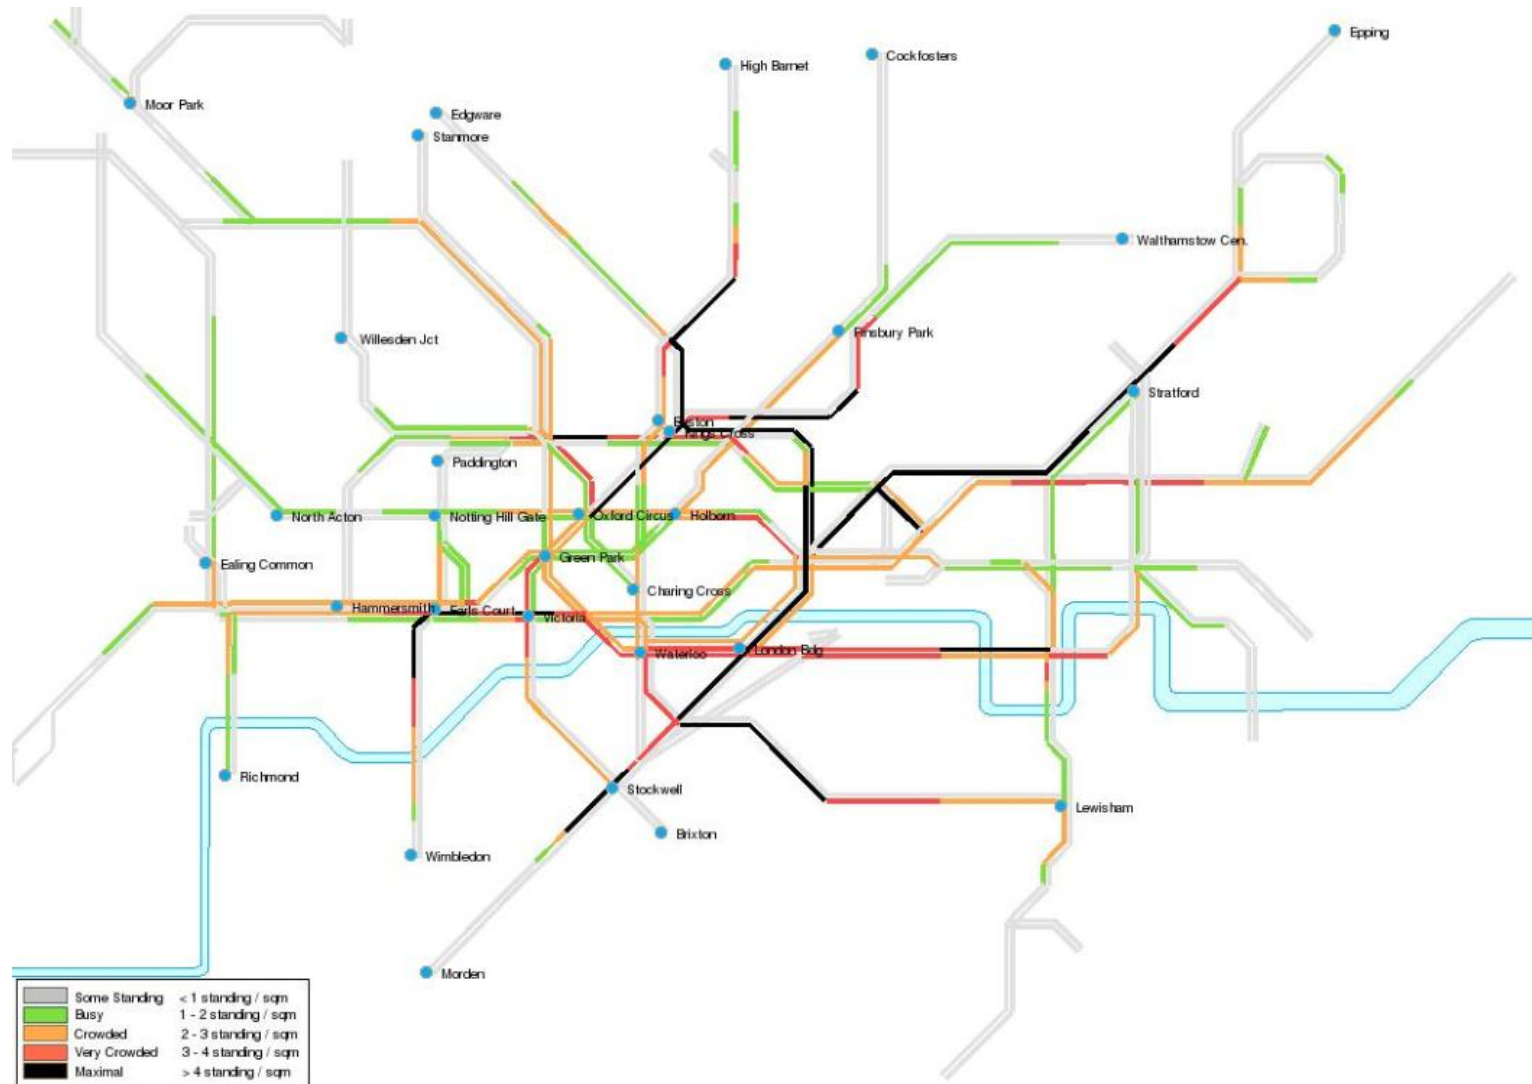 Epping
Cockfosters
High Barnet
Moor Park
Edgware
Stanmore
Walthamstow Cen.
Finsbury Park
Willesden Jct
Stratford
Euston
Kings Cross
Paddington
North Acton
Notting Hill Gate
Oxford Circus
Holborn
Green Park
Ealing Common
Charing Cross
Hammersmith
Earls Court
Victoria
Waterloo
London Bdg
Richmond
Stockwell
Lewisham
Brixton
Wimbledon
Morden
Some Standing < 1 standing / sqm
Busy 1 - 2 standing / sqm
Crowded 2 - 3 standing / sqm
Very Crowded 3 - 4 standing / sqm
Maximal > 4 standing / sqm